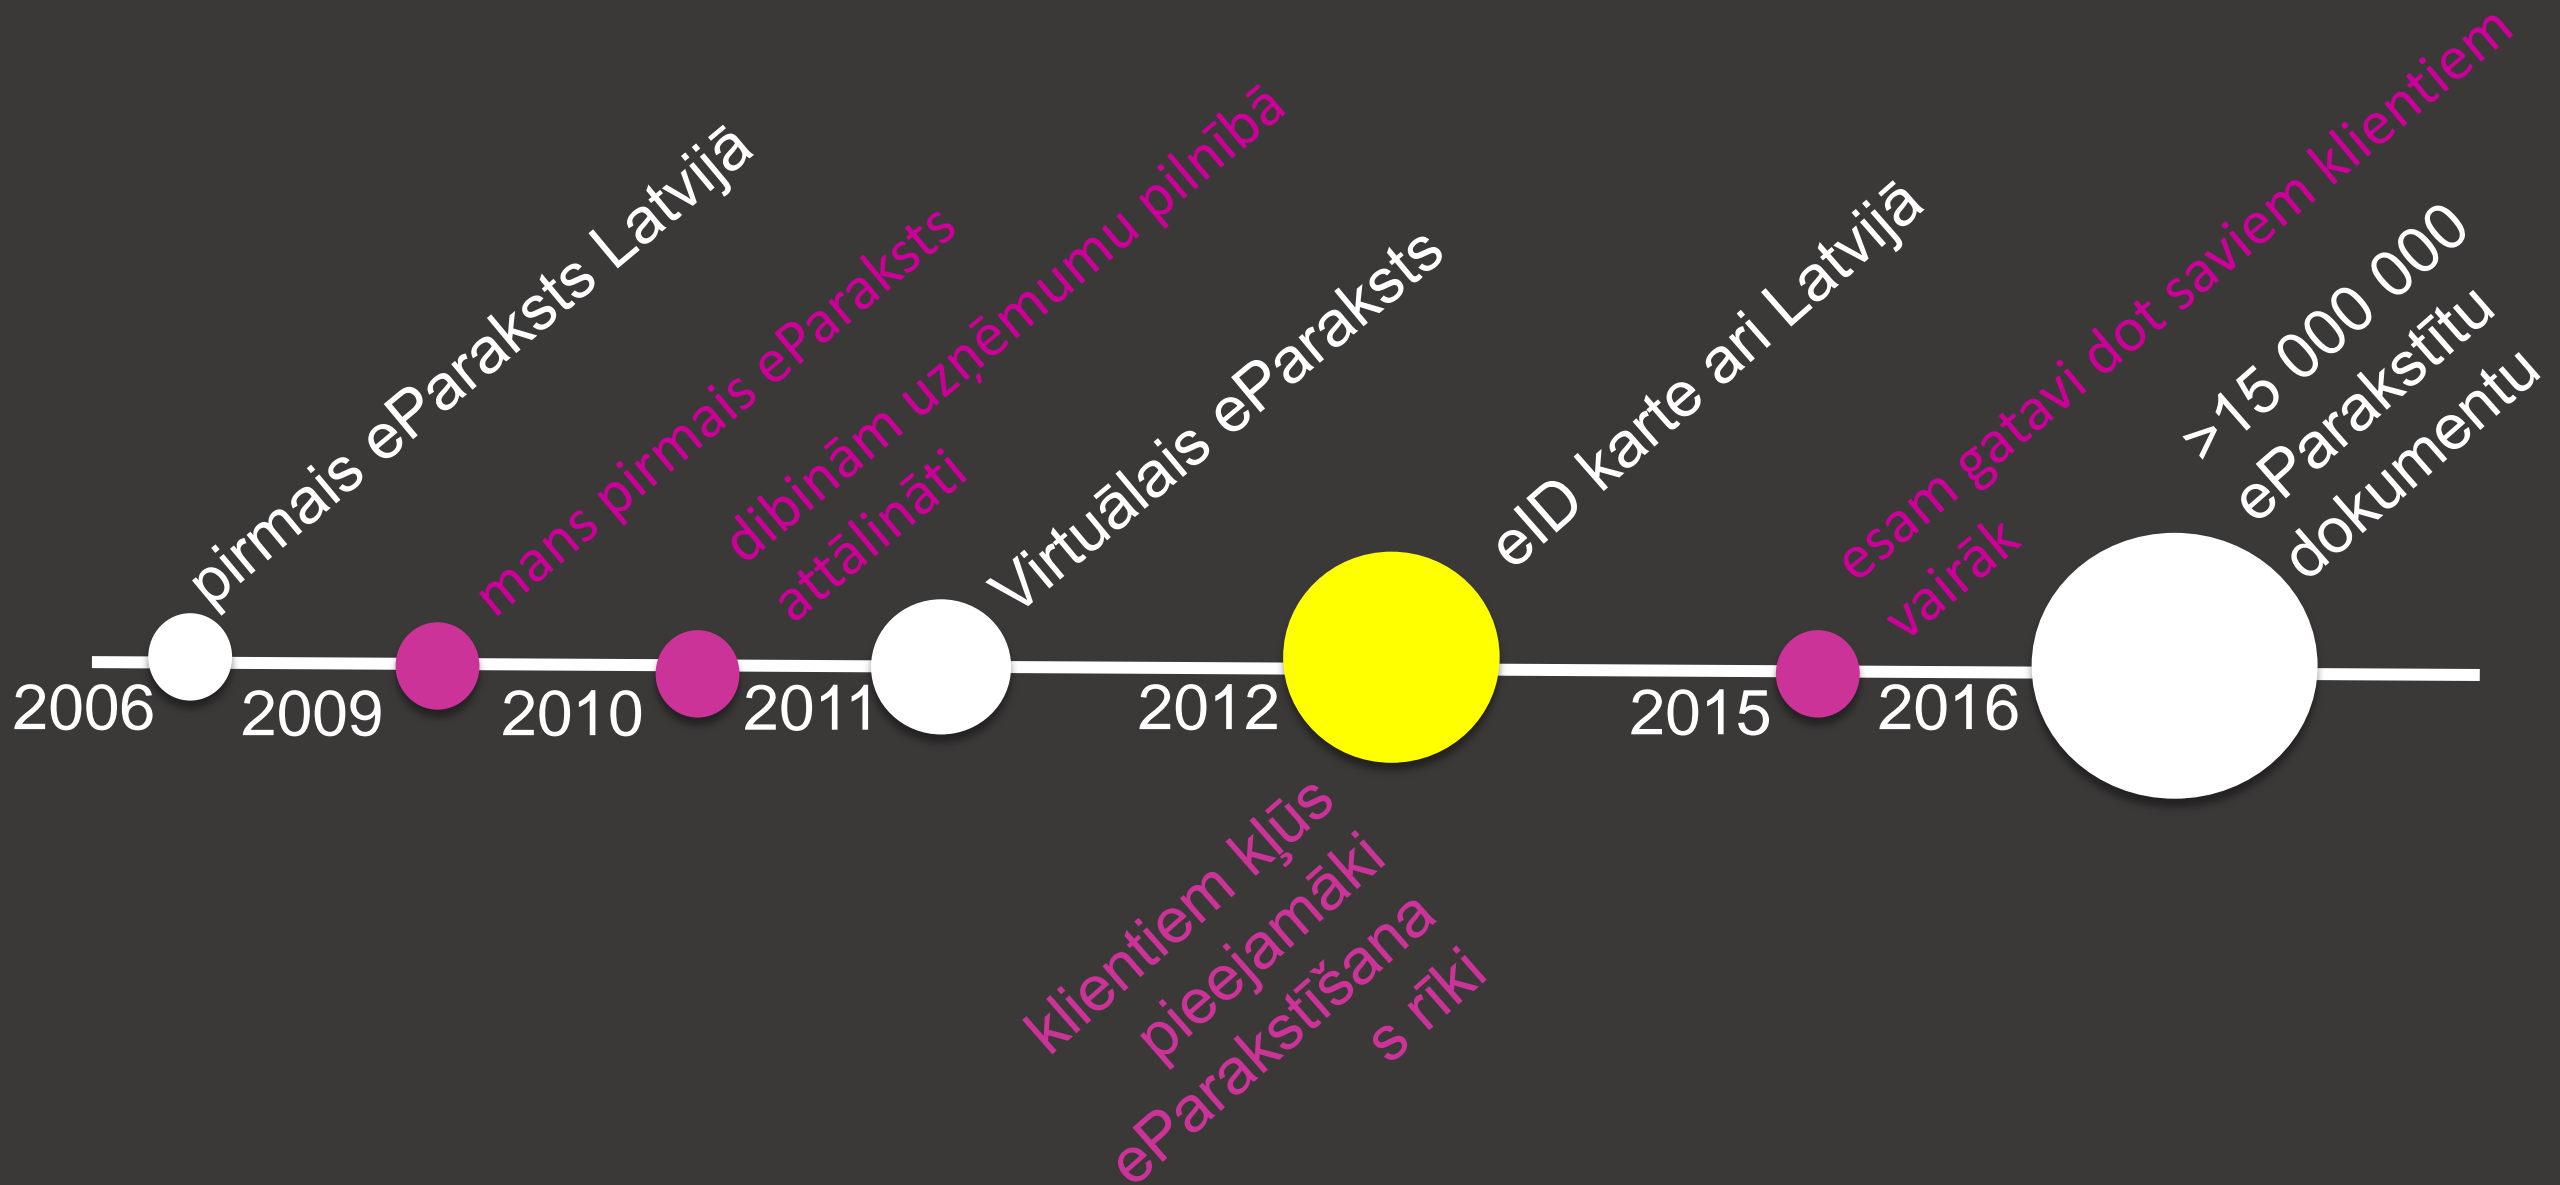 2006
pirmais eParaksts Latvijā
2009
mans pirmais eParaksts
2010
dibinām uzņēmumu pilnībā
attālināti
2011
Virtuālais eParaksts
2012
eID karte ari Latvijā
klientiem kļūs
pieejamāki
eParakstīšana
s rīki
2015
esam gatavi dot saviem klientiem
vairāk
2016
>15 000 000
eParakstītu
dokumentu